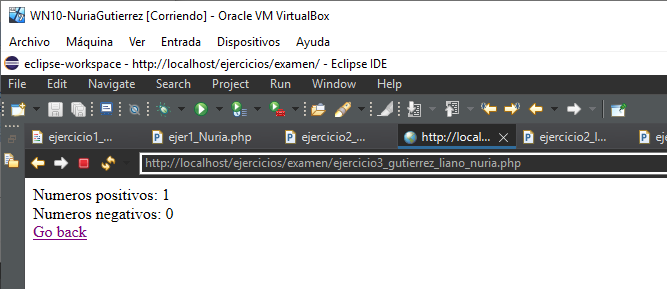 WN10-NuriaGutierrez [Corriendo] - Oracle VM VirtualBox
Archivo Máquina Ver Entrada Dispositivos Ayuda
eclipse-workspace - http://localhost/ejercicios/examen/ - Eclipse IDE
File Edit Navigate Search Project Run Window Help
ejercicio1_... ejer1_Nuria.php ejercicio2_... http://local... ejercicio2_l... eje
http://localhost/ejercicios/examen/ejercicio3_gutierrez_liano_nuria.php
Numeros positivos: 1
Numeros negativos: 0
Go back